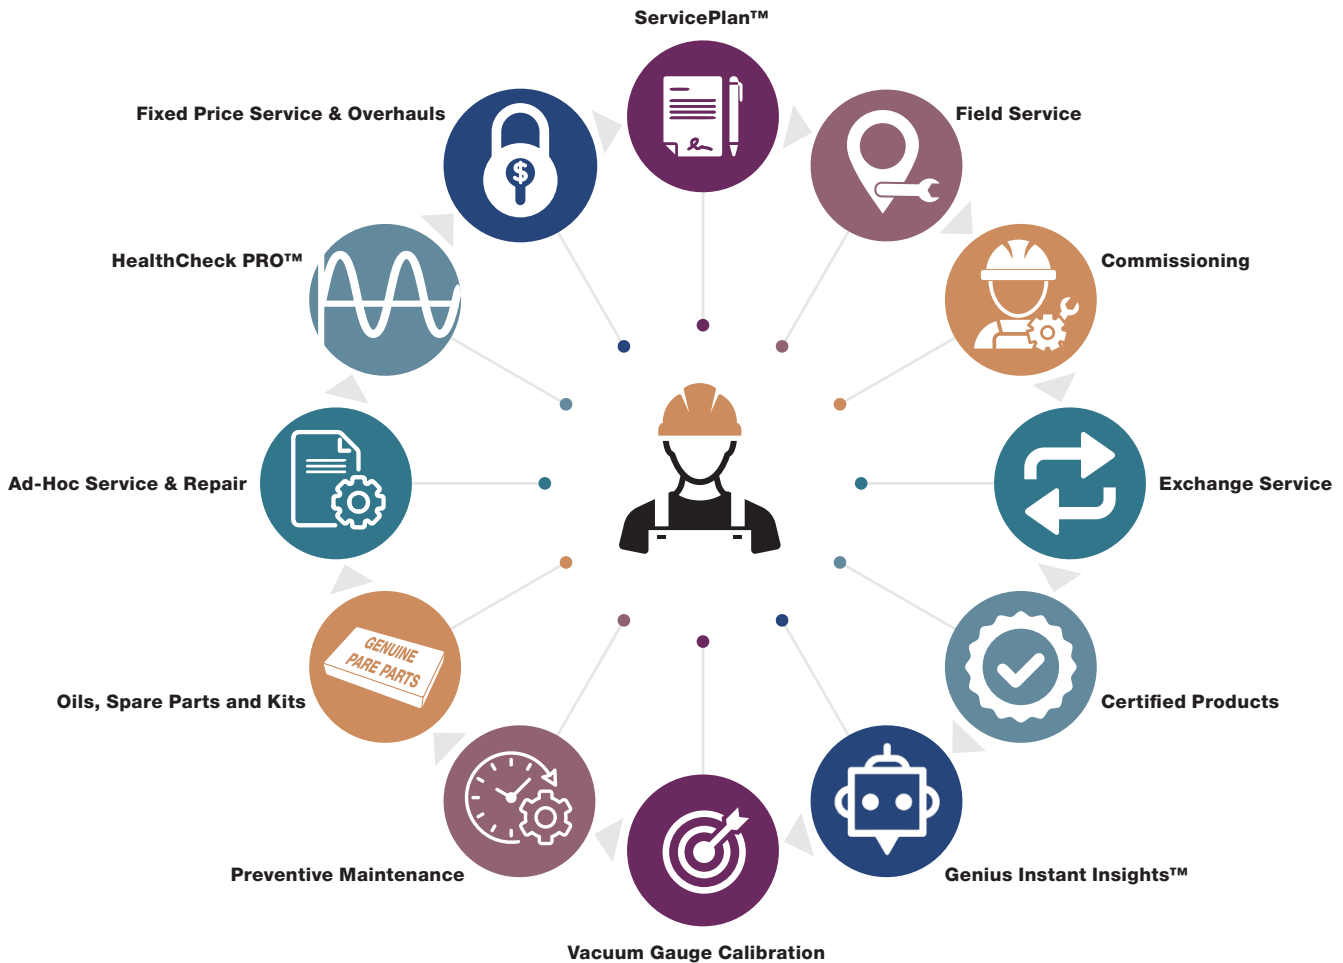 ServicePlan™
Fixed Price Service & Overhauls
Field Service
$
HealthCheck PRO™
Commissioning
Ad-Hoc Service & Repair
Exchange Service
GENUINE
PARE PARTS
Oils, Spare Parts and Kits
Certified Products
Preventive Maintenance
Genius Instant Insights™
Vacuum Gauge Calibration